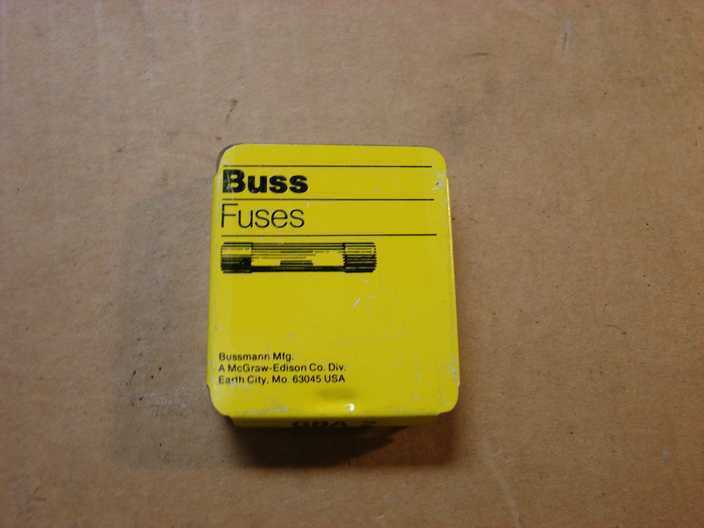 Buss
Fuses
Bussmann Mfg.
A McGraw-Edison Co. Div.
Earth City, Mo. 63045 USA